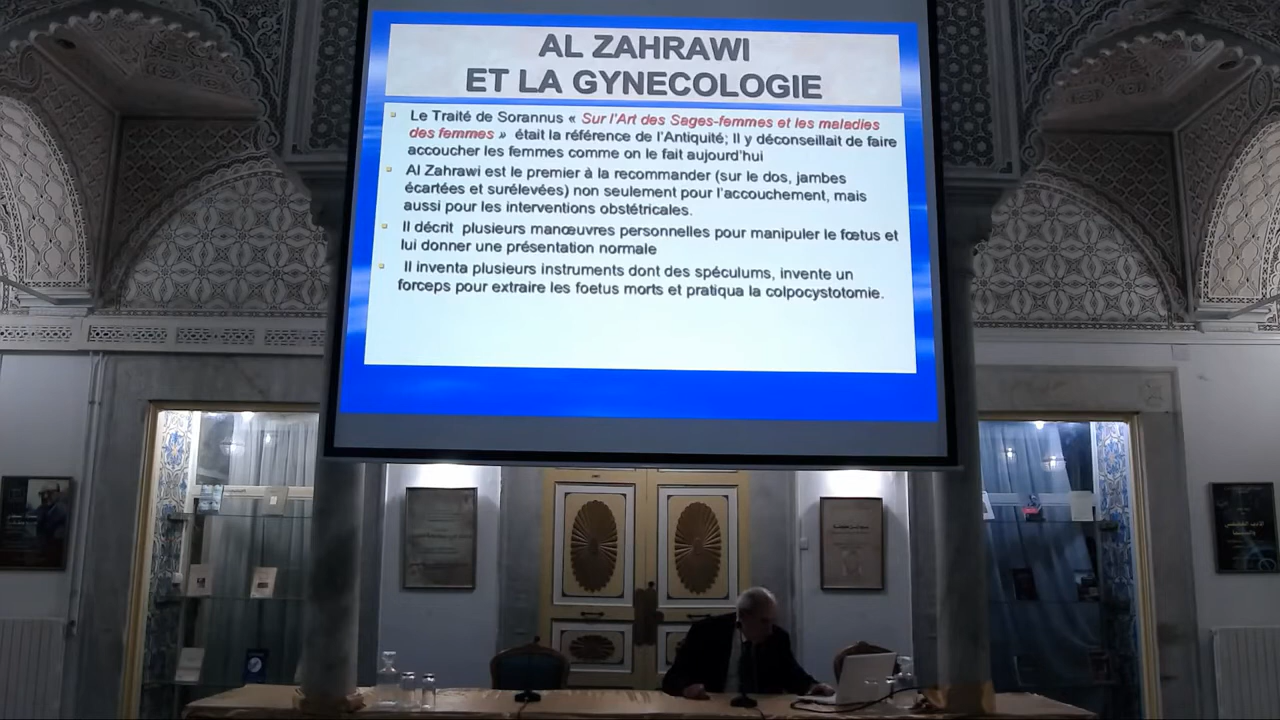 AL ZAHRAWI
ET LA GYNECOLOGIE
Le Traité de Sorannus « Sur l'Art des Sages-femmes et les maladies
des femmes » était la référence de l'Antiquité; Il y déconseillait de faire
accoucher les femmes comme on le fait aujourd'hui
Al Zahrawi est le premier à la recommander (sur le dos, jambes
écartées et surélevées) non seulement pour l'accouchement, mais
aussi pour les interventions obstétricales.
Il décrit plusieurs manœuvres personnelles pour manipuler le fœtus et
lui donner une présentation normale
Il inventa plusieurs instruments dont des spéculums, invente un
forceps pour extraire les foetus morts et pratiqua la colpocystotomie.